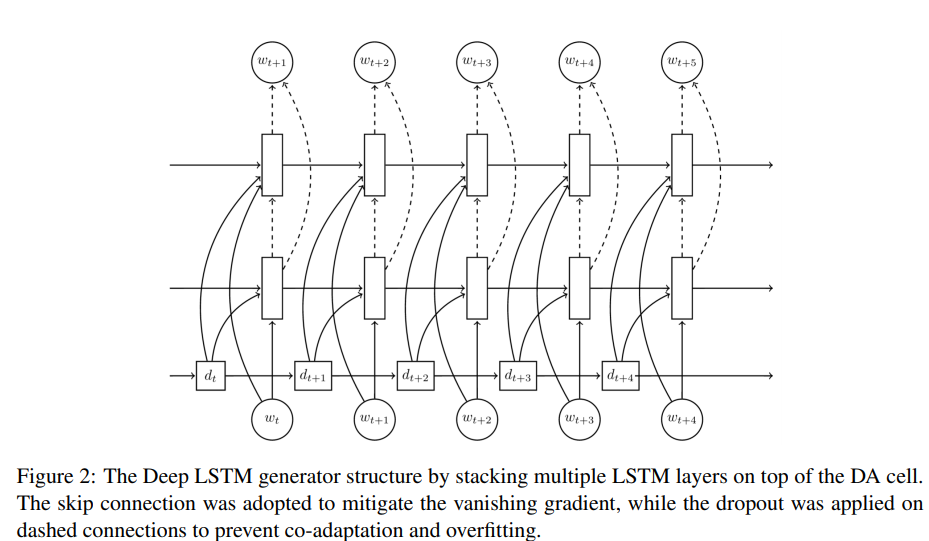 w_{t+1} w_{t+2} w_{t+3} w_{t+4} w_{t+5}
d_t d_{t+1} d_{t+2} d_{t+3} d_{t+4}
w_t w_{t+1} w_{t+2} w_{t+3} w_{t+4}
Figure 2: The Deep LSTM generator structure by stacking multiple LSTM layers on top of the DA cell.
The skip connection was adopted to mitigate the vanishing gradient, while the dropout was applied on
dashed connections to prevent co-adaptation and overfitting.